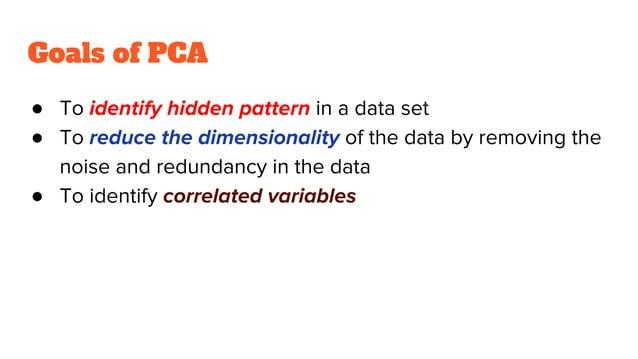 Goals of PCA
● To identify hidden pattern in a data set
● To reduce the dimensionality of the data by removing the
noise and redundancy in the data
● To identify correlated variables